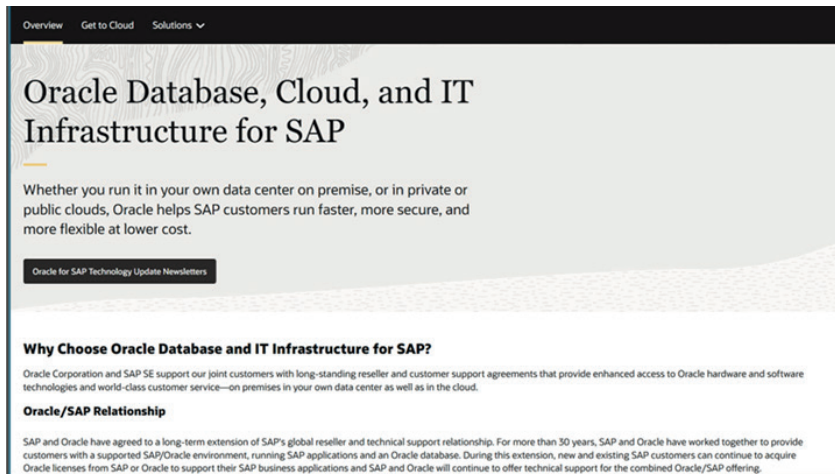 Overview Get to Cloud Solutions
Oracle Database, Cloud, and IT
Infrastructure for SAP
Whether you run it in your own data center on premise, or in private or
public clouds, Oracle helps SAP customers run faster, more secure, and
more flexible at lower cost.
Oracle for SAP Technology Update Newsletters
Why Choose Oracle Database and IT Infrastructure for SAP?
Oracle Corporation and SAP SE support our joint customers with long-standing reseller and customer support agreements that provide enhanced access to Oracle hardware and software
technologies and world-class customer service—on premises in your own data center as well as in the cloud.
Oracle/SAP Relationship
SAP and Oracle have agreed to a long-term extension of SAP's global reseller and technical support relationship. For more than 30 years, SAP and Oracle have worked together to provide
customers with a supported SAP/Oracle environment, running SAP applications and an Oracle database. During this extension, new and existing SAP customers can continue to acquire
Oracle licenses from SAP or Oracle to support their SAP business applications and SAP and Oracle will continue to offer technical support for the combined Oracle/SAP offering.